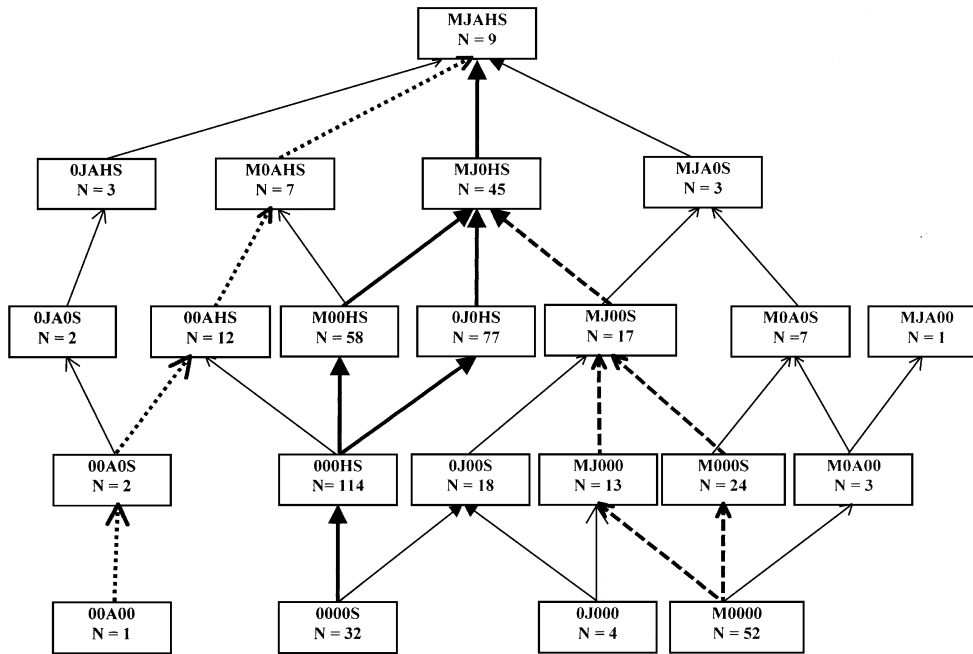 MJAHS
N = 9
0JAHS
N = 3
M0AHS
N = 7
MJ0HS
N = 45
MJA0S
N = 3
0JA0S
N = 2
00AHS
N = 12
M00HS
N = 58
0J0HS
N = 77
MJ00S
N = 17
M0A0S
N =7
MJA00
N = 1
00A0S
N = 2
000HS
N= 114
0J00S
N = 18
MJ000
N = 13
M000S
N = 24
M0A00
N = 3
00A00
N = 1
0000S
N = 32
0J000
N = 4
M0000
N = 52